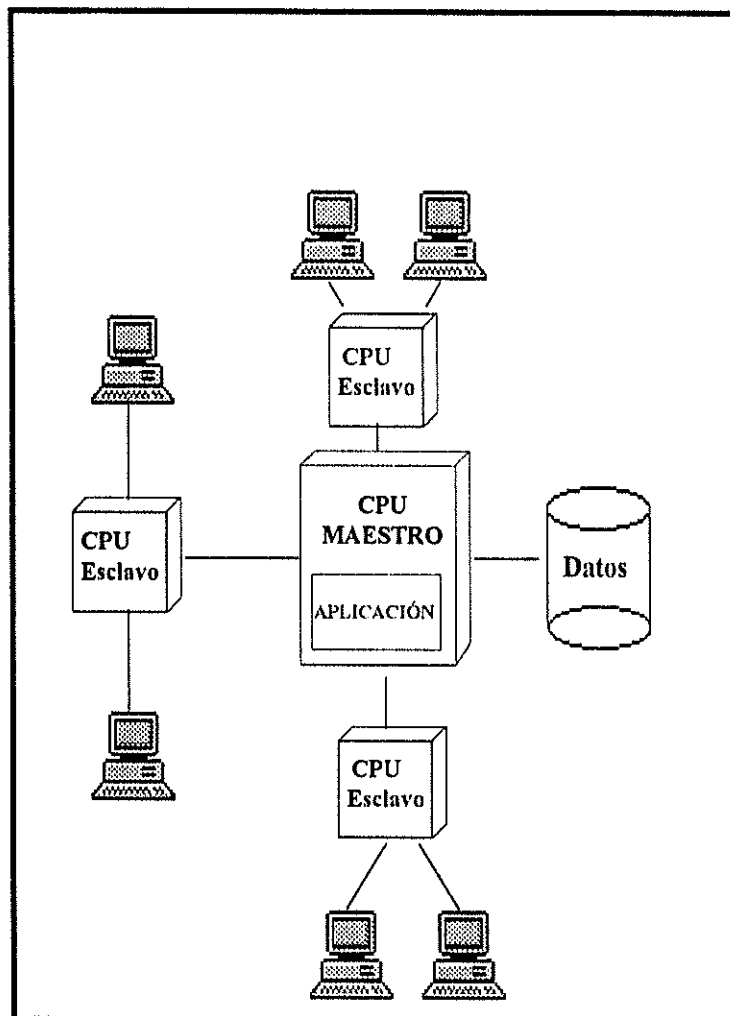 CPU
Esclavo
CPU
Esclavo
CPU
MAESTRO
APLICACIÓN
Datos
CPU
Esclavo